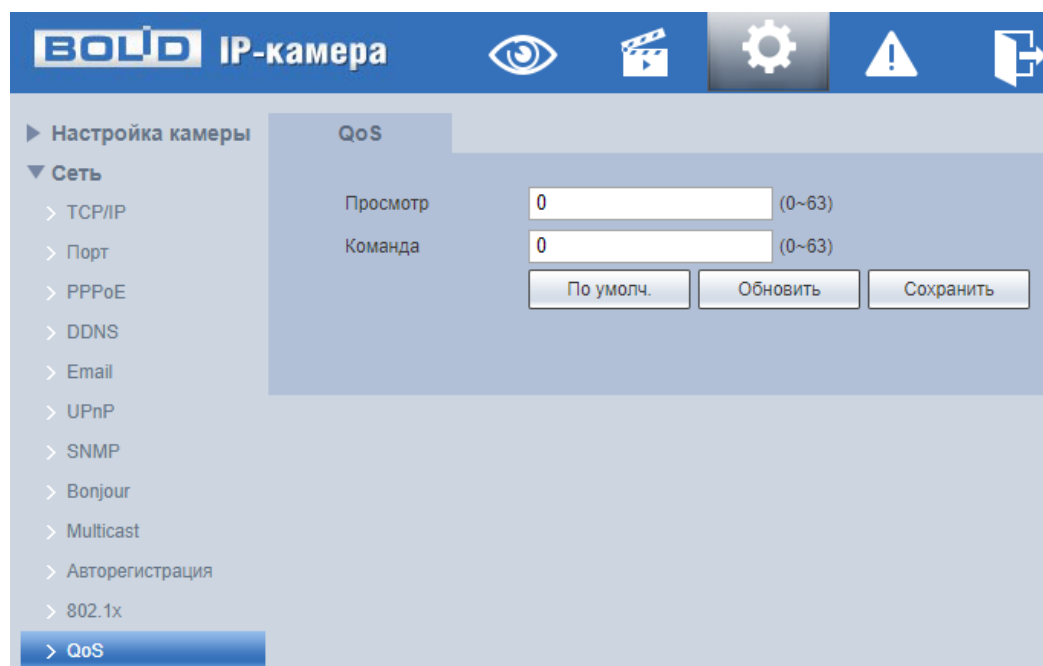 BOLID IP-камера
Настройка камеры
Сеть
TCP/IP
Порт
PPPoE
DDNS
Email
UPnP
SNMP
Bonjour
Multicast
Авторегистрация
802.1x
QoS
QoS
Просмотр 0 (0~63)
Команда 0 (0~63)
По умолч. Обновить Сохранить